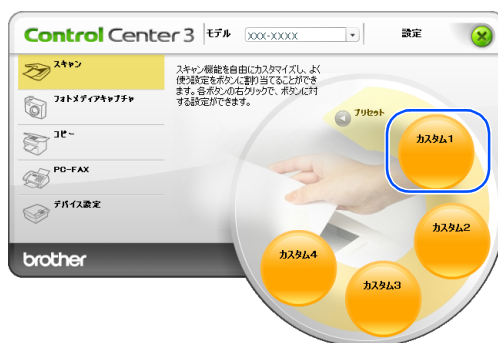 Control Center 3
モデル
XXX-XXXX
設定
スキャン
フォトメディアキャプチャ
コピー
PC-FAX
デバイス設定
スキャン機能を自由にカスタマイズし、よく
使う設定をボタンに割り当てることができ
ます。各ボタンの右クリックで、ボタンに対
する設定ができます。
プリセット
カスタム1
カスタム2
カスタム3
カスタム4
brother